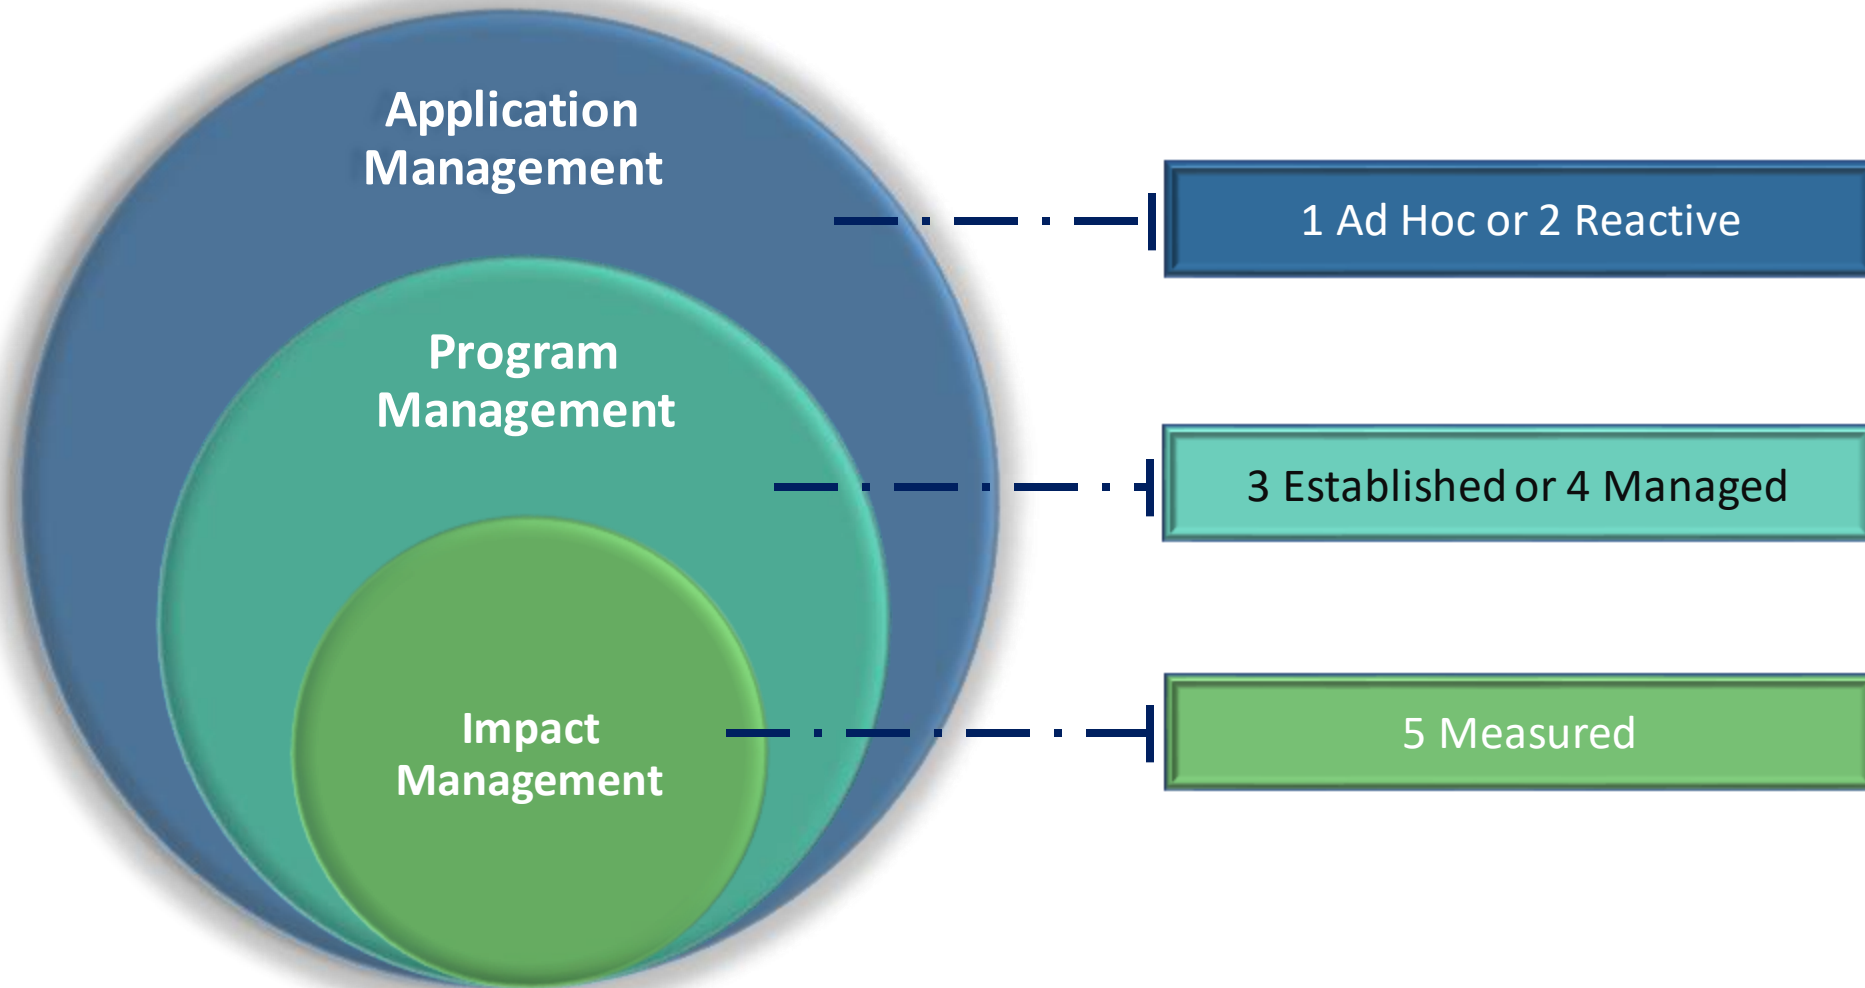 Application
Management
1 Ad Hoc or 2 Reactive
Program
Management
3 Established or 4 Managed
Impact
Management
5 Measured